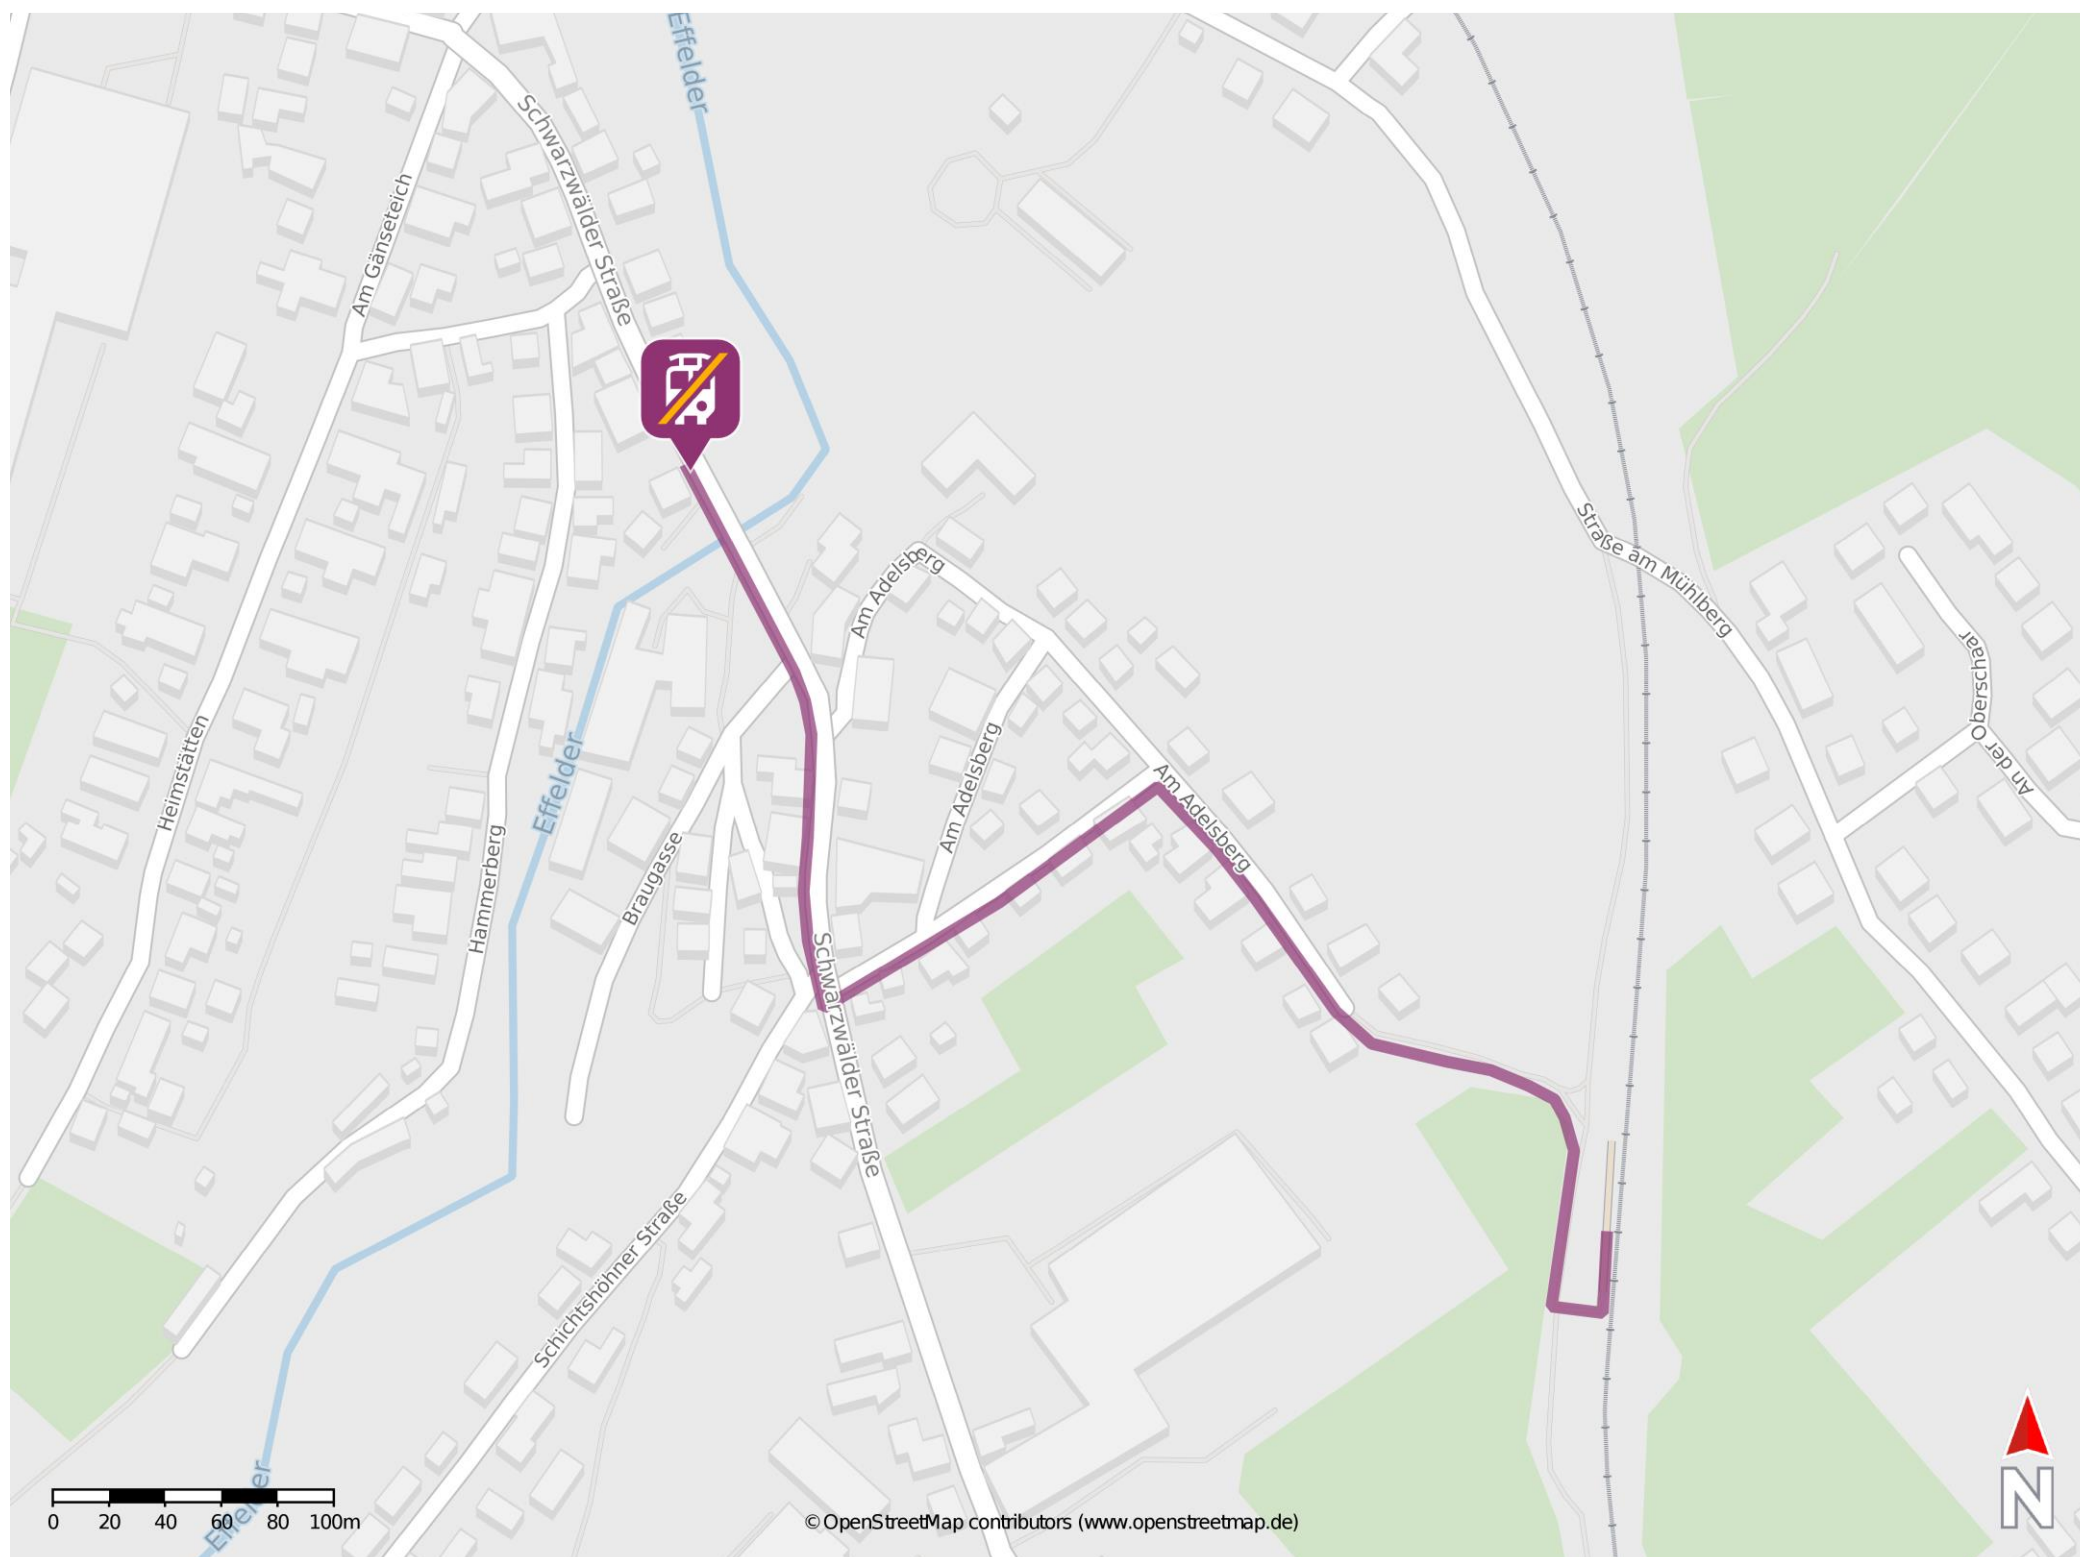 Effelder
Schwarzwälder Straße
Am Gänseteich
Straße am Mühlberg
Am Adelsberg
An der Oberschaar
Heimstätten
Effelder
Am Adelsberg
Am Adelsberg
Hammerberg
Braugasse
Schwarzwälder Straße
Schichtshöhner Straße
Effelder
0 20 40 60 80 100m
© OpenStreetMap contributors (www.openstreetmap.de)
N